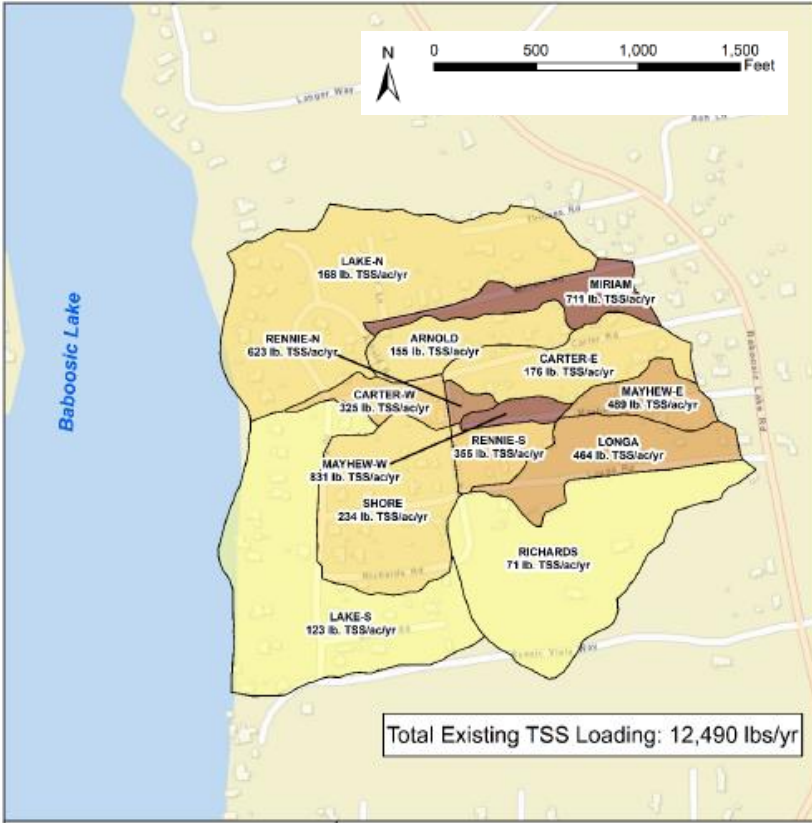 N
0 500 1,000 1,500
Feet
Langer Way
Thomas Rd
LAKE-N
168 lb. TSS/ac/yr
MIRIAM
711 lb. TSS/ac/yr
RENNIE-N
623 lb. TSS/ac/yr
ARNOLD
155 lb. TSS/ac/yr
Carter Rd
CARTER-E
176 lb. TSS/ac/yr
Baboosic Lake Rd
Baboosic Lake
CARTER-W
325 lb. TSS/ac/yr
MAYHEW-E
489 lb. TSS/ac/yr
RENNIE-S
355 lb. TSS/ac/yr
LONGA
464 lb. TSS/ac/yr
MAYHEW-W
831 lb. TSS/ac/yr
SHORE
234 lb. TSS/ac/yr
RICHARDS
71 lb. TSS/ac/yr
Richards Rd
LAKE-S
123 lb. TSS/ac/yr
Total Existing TSS Loading: 12,490 lbs/yr